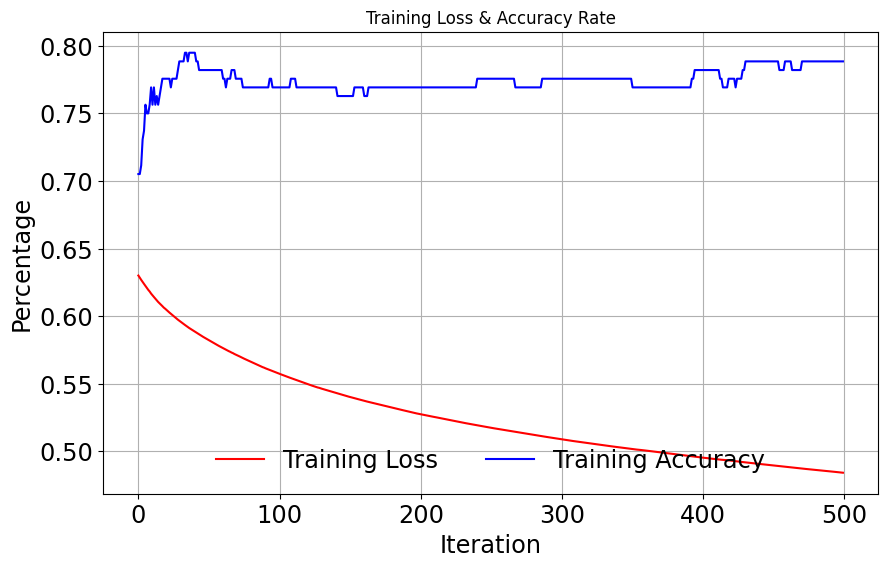 Training Loss & Accuracy Rate
0.80
0.75
0.70
0.65
0.60
0.55
0.50
Percentage
Training Loss
Training Accuracy
0
100
200
300
400
500
Iteration